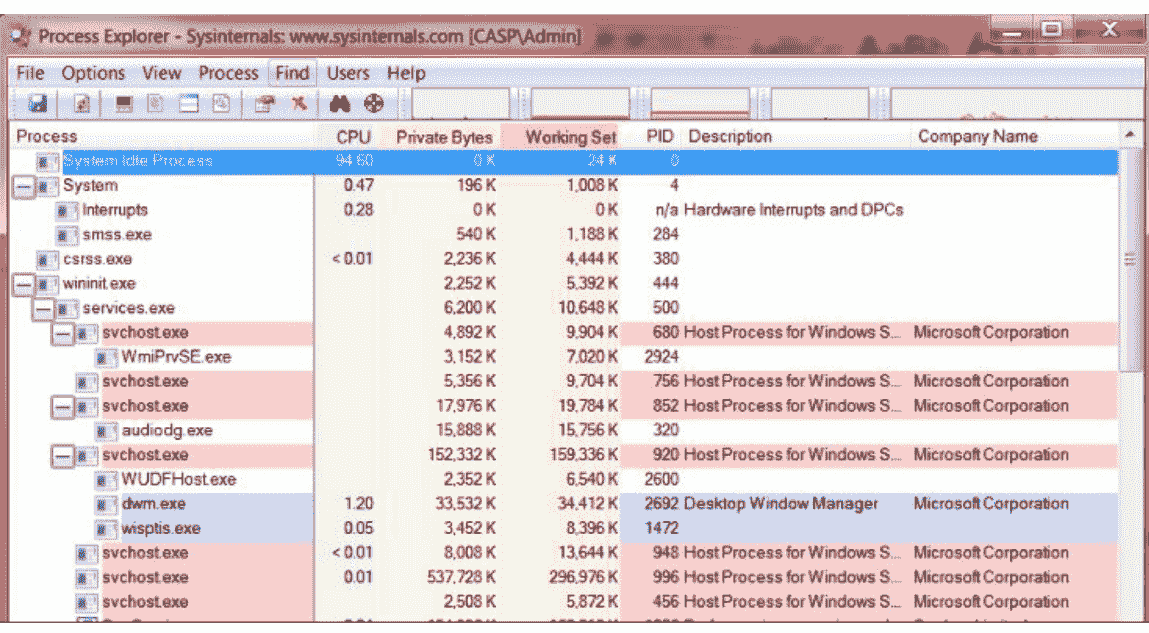 Process Explorer - Sysinternals: www.sysinternals.com [CASP\Admin]
File Options View Process Find Users Help
Process CPU Private Bytes Working Set PID Description Company Name
System Idle Process 94.60 0 K 24 K 0
System 0.47 196 K 1,008 K 4
Interrupts 0.28 0 K 0 K n/a Hardware Interrupts and DPCs
smss.exe 540 K 1,188 K 284
csrss.exe < 0.01 2,236 K 4,444 K 380
wininit.exe 2,252 K 5,392 K 444
services.exe 6,200 K 10,648 K 500
svchost.exe 4,892 K 9,904 K 680 Host Process for Windows S... Microsoft Corporation
WmiPrvSE.exe 3,152 K 7,020 K 2924
svchost.exe 5,356 K 9,704 K 756 Host Process for Windows S... Microsoft Corporation
svchost.exe 17,976 K 19,784 K 852 Host Process for Windows S... Microsoft Corporation
audiodg.exe 15,888 K 15,756 K 320
svchost.exe 152,332 K 159,336 K 920 Host Process for Windows S... Microsoft Corporation
WUDFHost.exe 2,352 K 6,540 K 2600
dwm.exe 1.20 33,532 K 34,412 K 2692 Desktop Window Manager Microsoft Corporation
wisptis.exe 0.05 3,452 K 8,396 K 1472
svchost.exe < 0.01 8,008 K 13,644 K 948 Host Process for Windows S... Microsoft Corporation
svchost.exe 0.01 537,728 K 296,976 K 996 Host Process for Windows S... Microsoft Corporation
svchost.exe 2,508 K 5,872 K 456 Host Process for Windows S... Microsoft Corporation